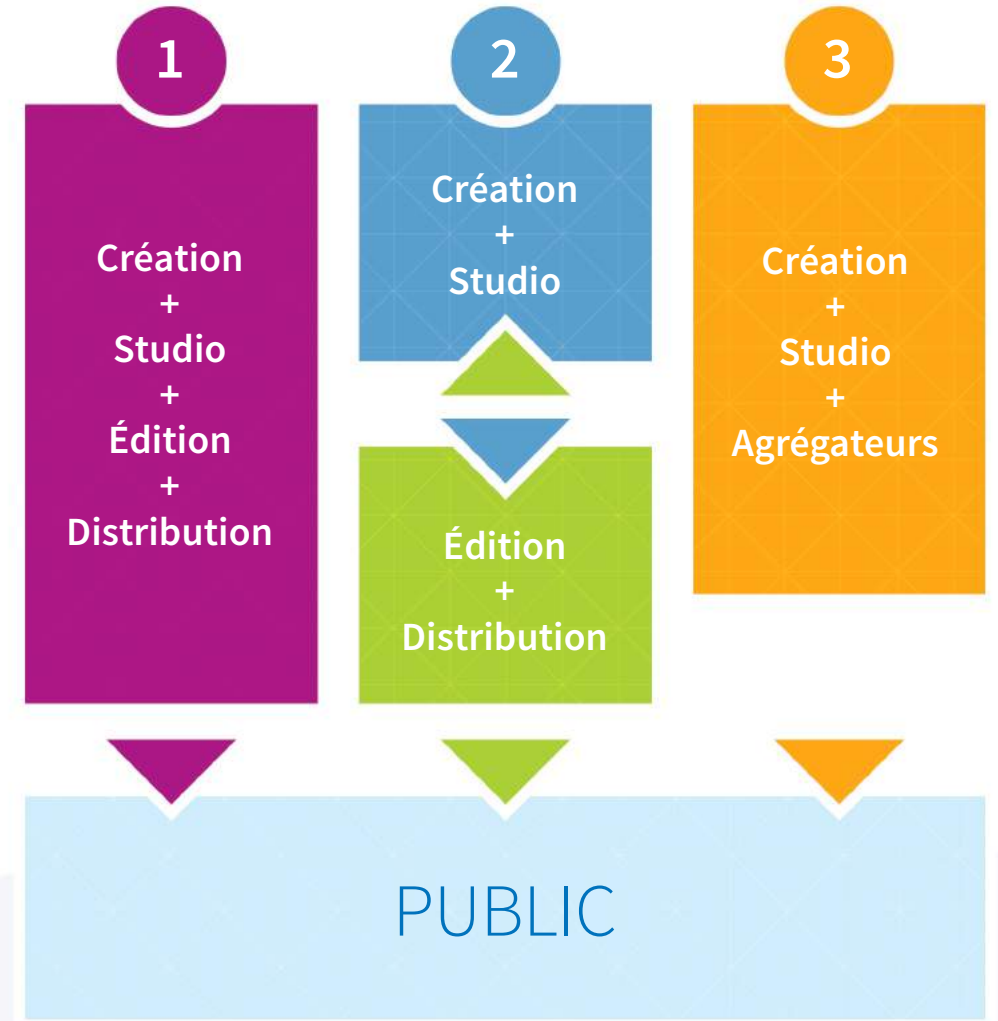 1
Création
+
Studio
+
Édition
+
Distribution
2
Création
+
Studio
Édition
+
Distribution
3
Création
+
Studio
+
Agrégateurs
PUBLIC